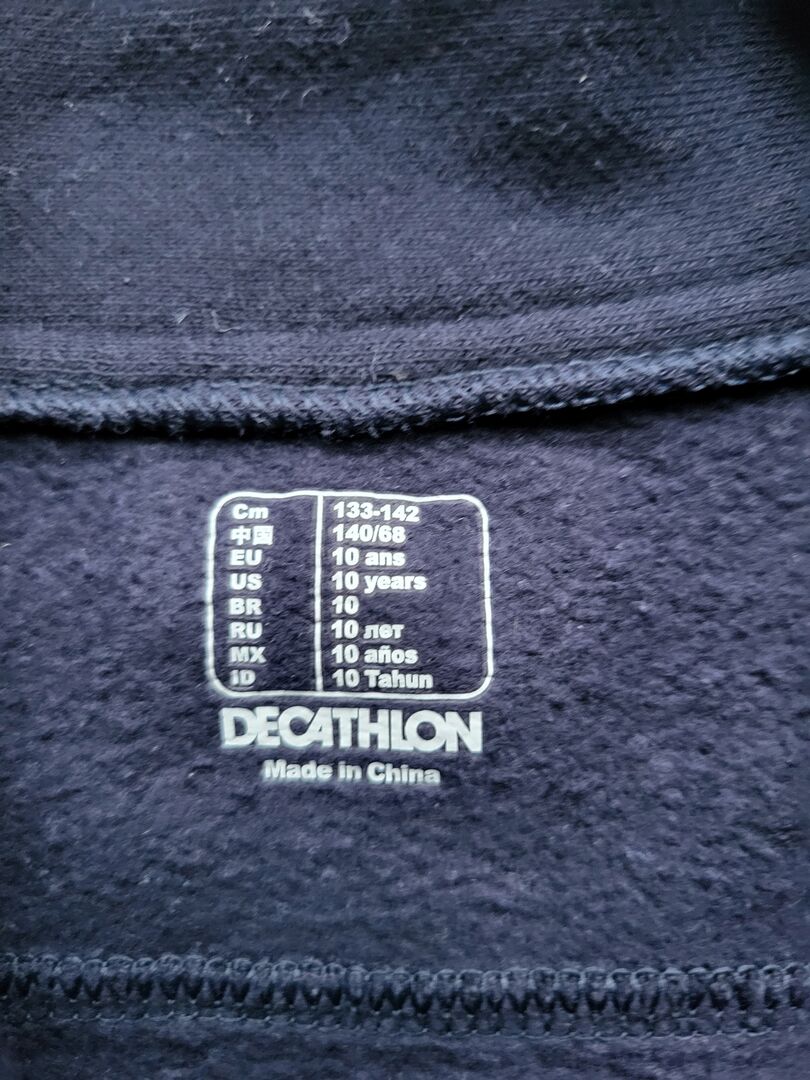 Cm 133-142
中国 140/68
EU 10 ans
US 10 years
BR 10
RU 10 лет
MX 10 años
ID 10 Tahun
DECATHLON
Made in China